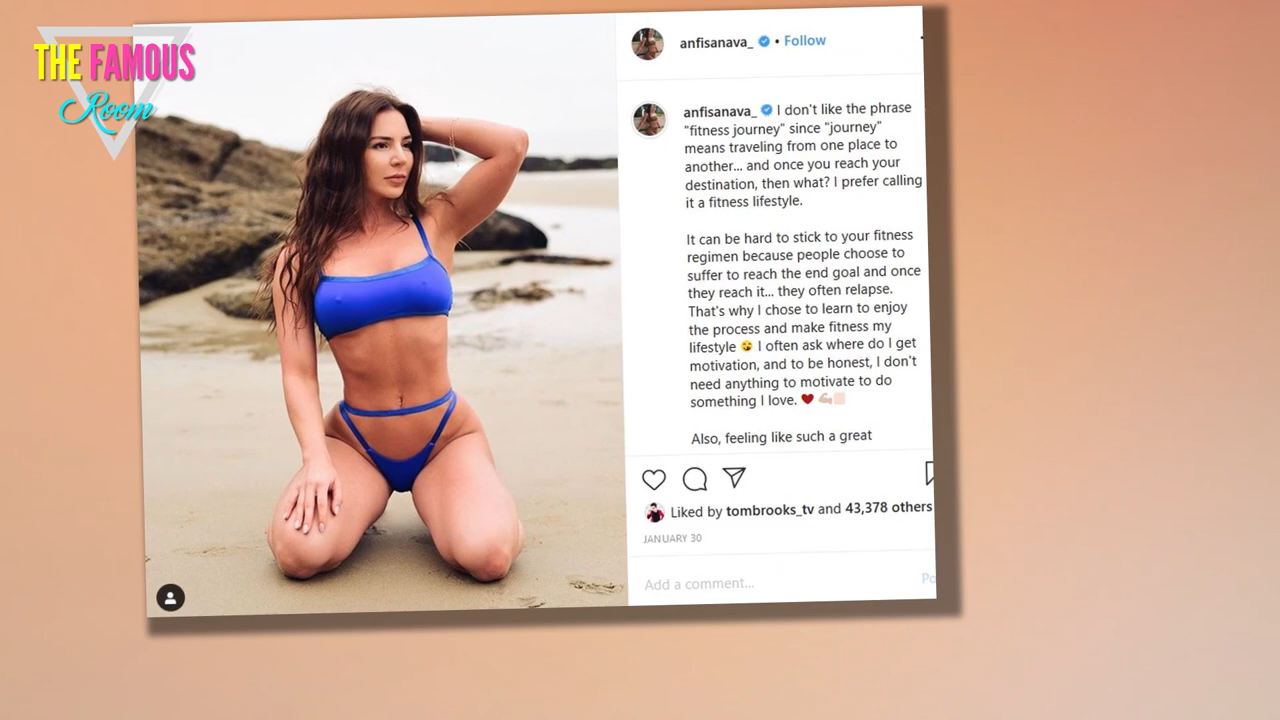 THE FAMOUS
Room
anfisanava_ • Follow
anfisanava_ I don't like the phrase
"fitness journey" since "journey"
means traveling from one place to
another... and once you reach your
destination, then what? I prefer calling
it a fitness lifestyle.
It can be hard to stick to your fitness
regimen because people choose to
suffer to reach the end goal and once
they reach it... they often relapse.
That's why I chose to learn to enjoy
the process and make fitness my
lifestyle 😜 I often ask where do I get
motivation, and to be honest, I don't
need anything to motivate to do
something I love. ❤️ 💪🏻
Also, feeling like such a great
Liked by tombrooks_tv and 43,378 others
JANUARY 30
Add a comment... Po